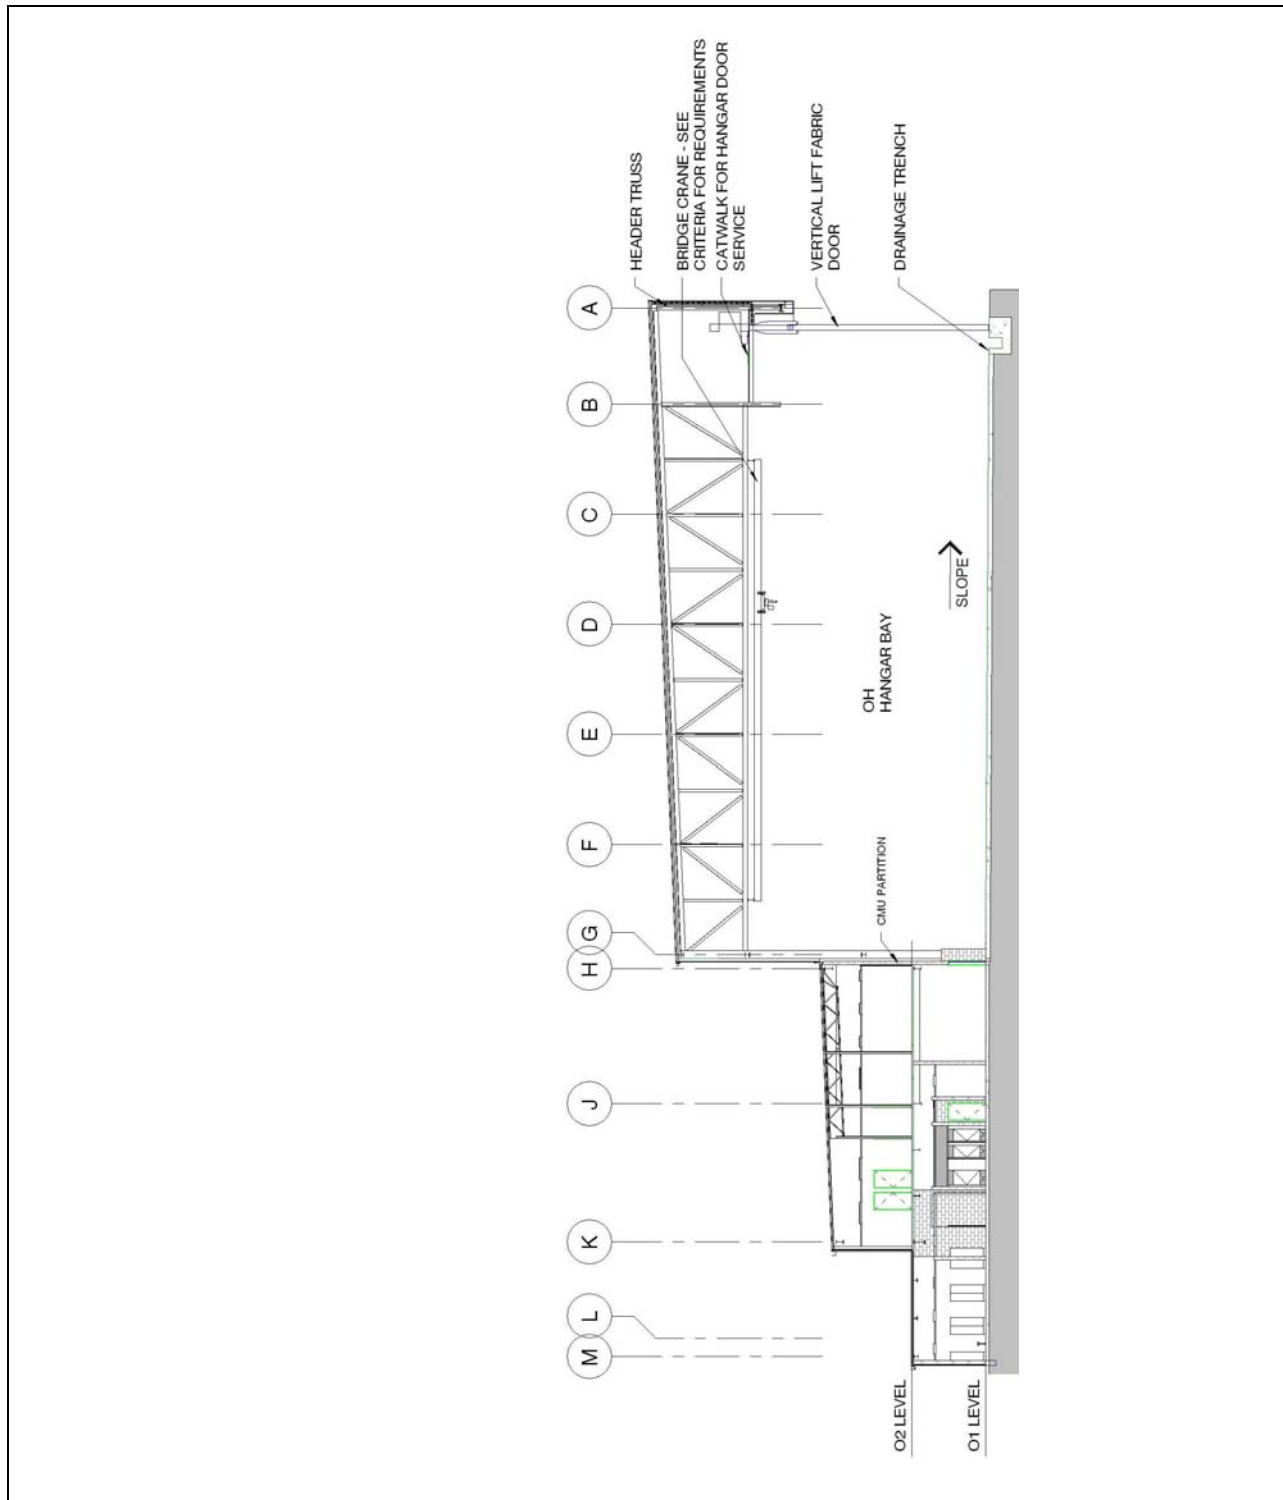 M
L
K
J
H
G
F
E
D
C
B
A
HEADER TRUSS
BRIDGE CRANE - SEE
CRITERIA FOR REQUIREMENTS
CATWALK FOR HANGAR DOOR
SERVICE
VERTICAL LIFT FABRIC
DOOR
OH
HANGAR BAY
CMU PARTITION
DRAINAGE TRENCH
O2 LEVEL
SLOPE
O1 LEVEL